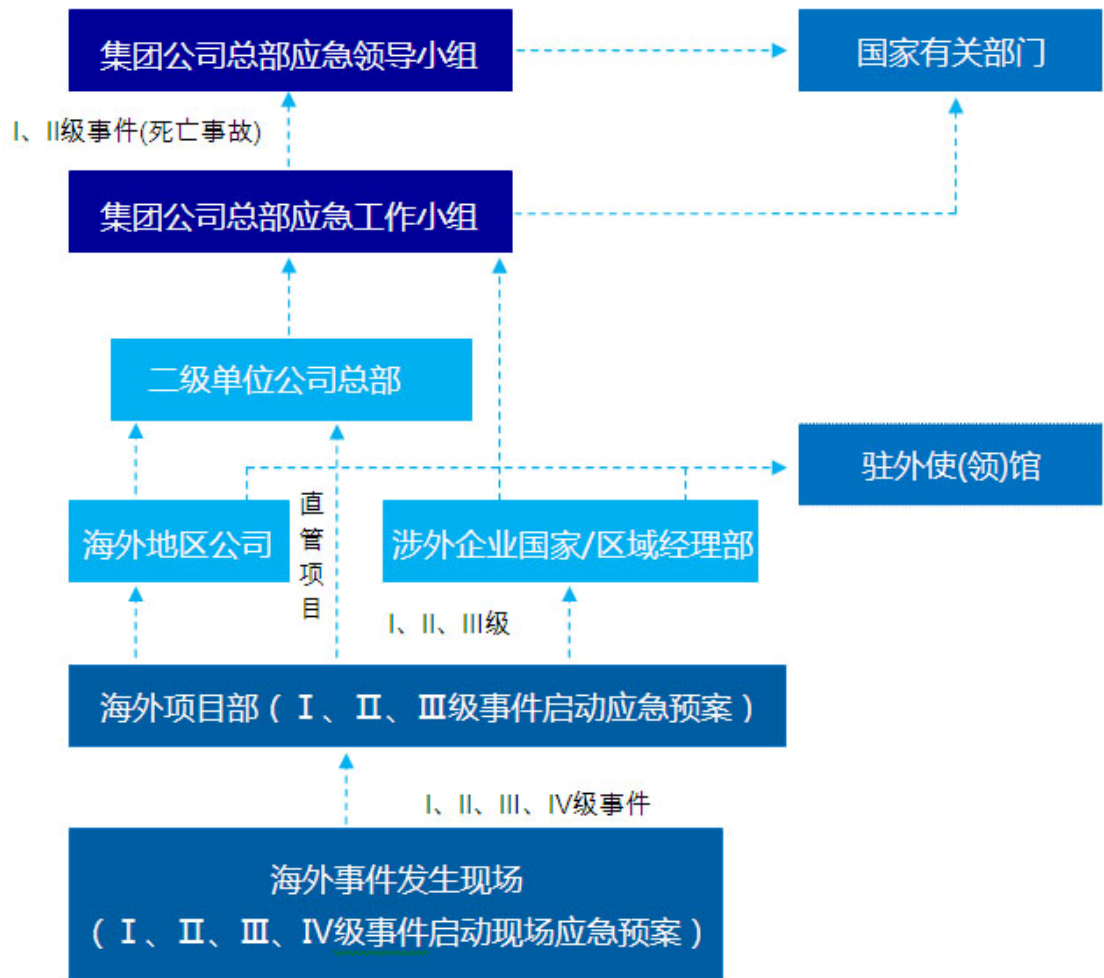 集团公司总部应急领导小组
国家有关部门
I、II级事件(死亡事故)
集团公司总部应急工作小组
二级单位公司总部
驻外使(领)馆
直管项目
海外地区公司
涉外企业国家/区域经理部
I、II、III级
海外项目部（Ⅰ、Ⅱ、Ⅲ级事件启动应急预案）
I、II、III、IV级事件
海外事件发生现场
（Ⅰ、Ⅱ、Ⅲ、Ⅳ级事件启动现场应急预案）